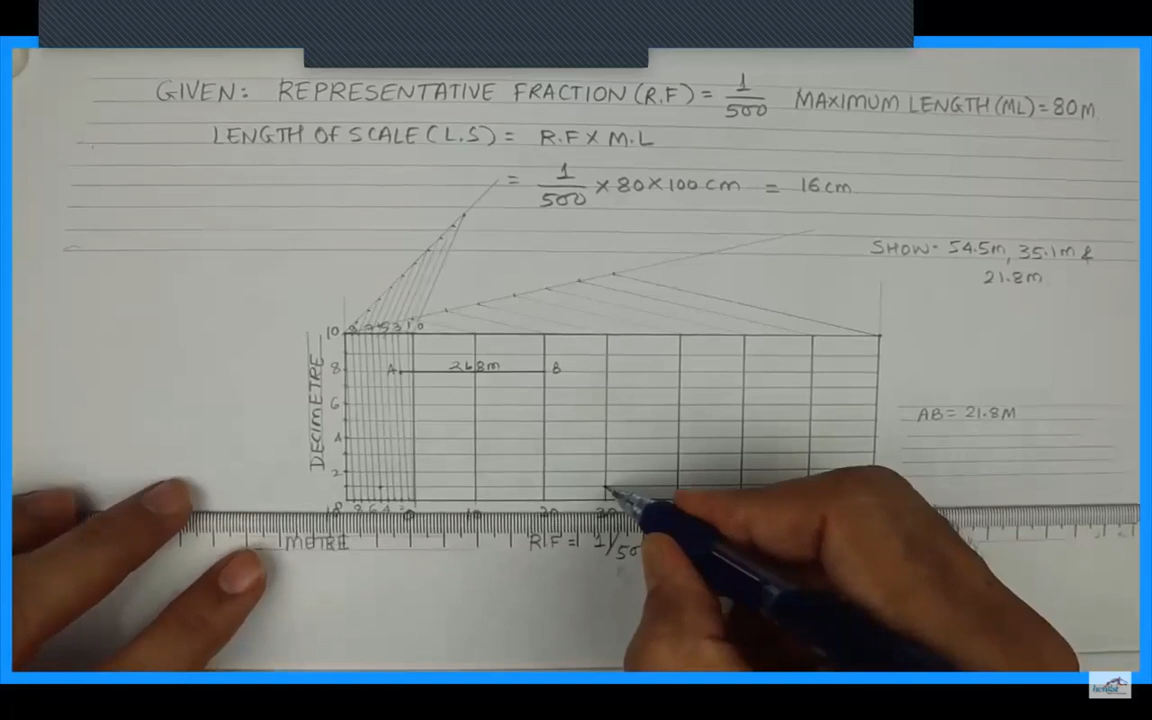 GIVEN: REPRESENTATIVE FRACTION (R.F) = 1/500 MAXIMUM LENGTH (ML) = 80M
LENGTH OF SCALE (L.S) = R.F X M.L
= 1/500 X 80 X 100 CM = 16 CM
SHOW - 54.5m, 35.1m &
21.8m
10
8 A 21.8m B
6
AB = 21.8M
4
2
DECIMETRE
0 10 20 30
METRE R.F = 1/50